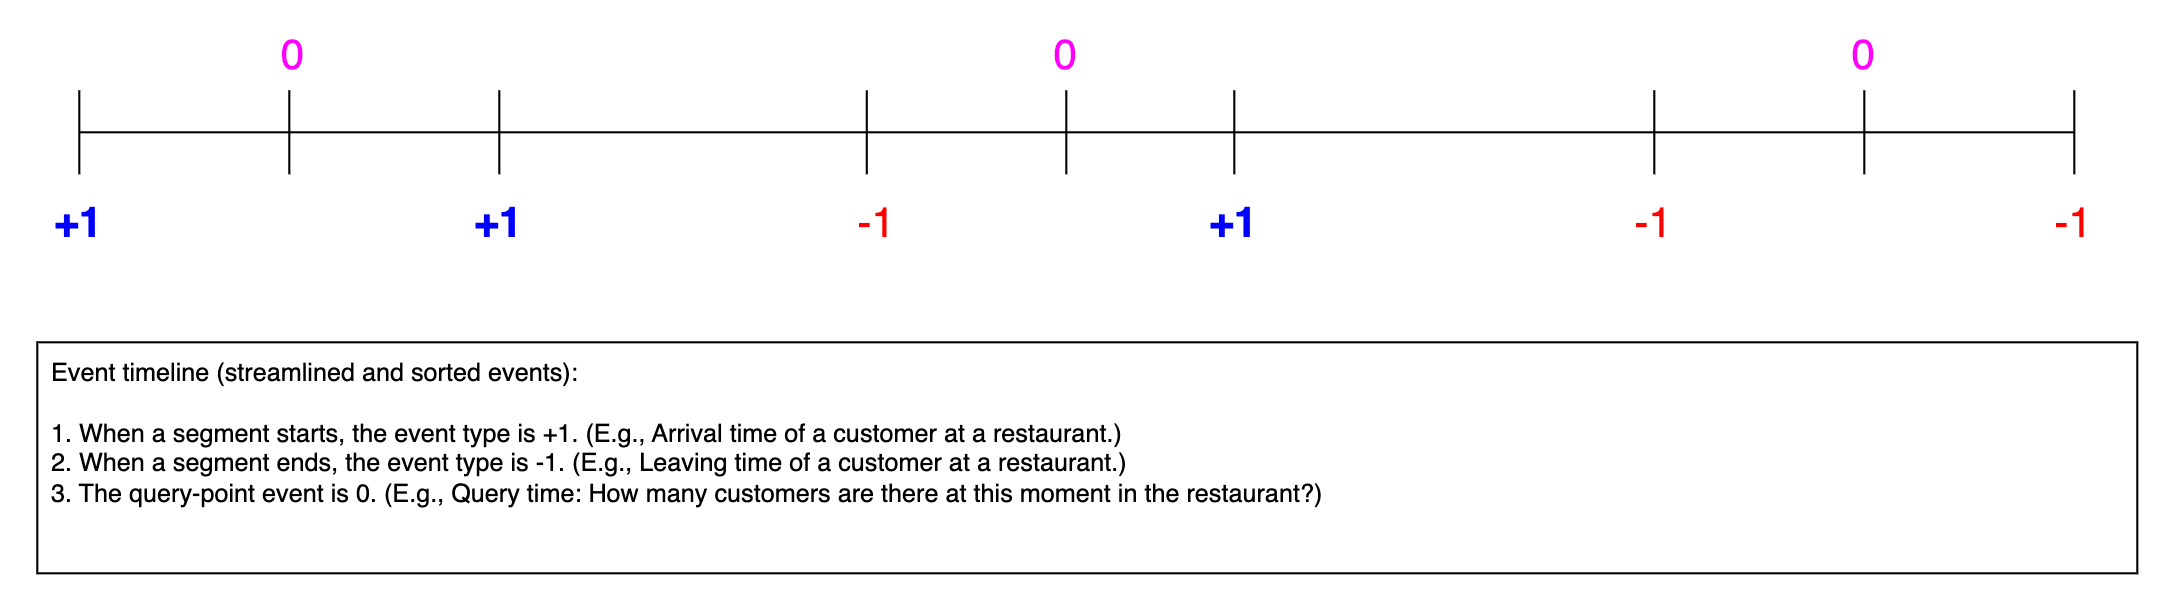 0 0 0
+1 +1 -1 +1 -1 -1
Event timeline (streamlined and sorted events):
1. When a segment starts, the event type is +1. (E.g., Arrival time of a customer at a restaurant.)
2. When a segment ends, the event type is -1. (E.g., Leaving time of a customer at a restaurant.)
3. The query-point event is 0. (E.g., Query time: How many customers are there at this moment in the restaurant?)